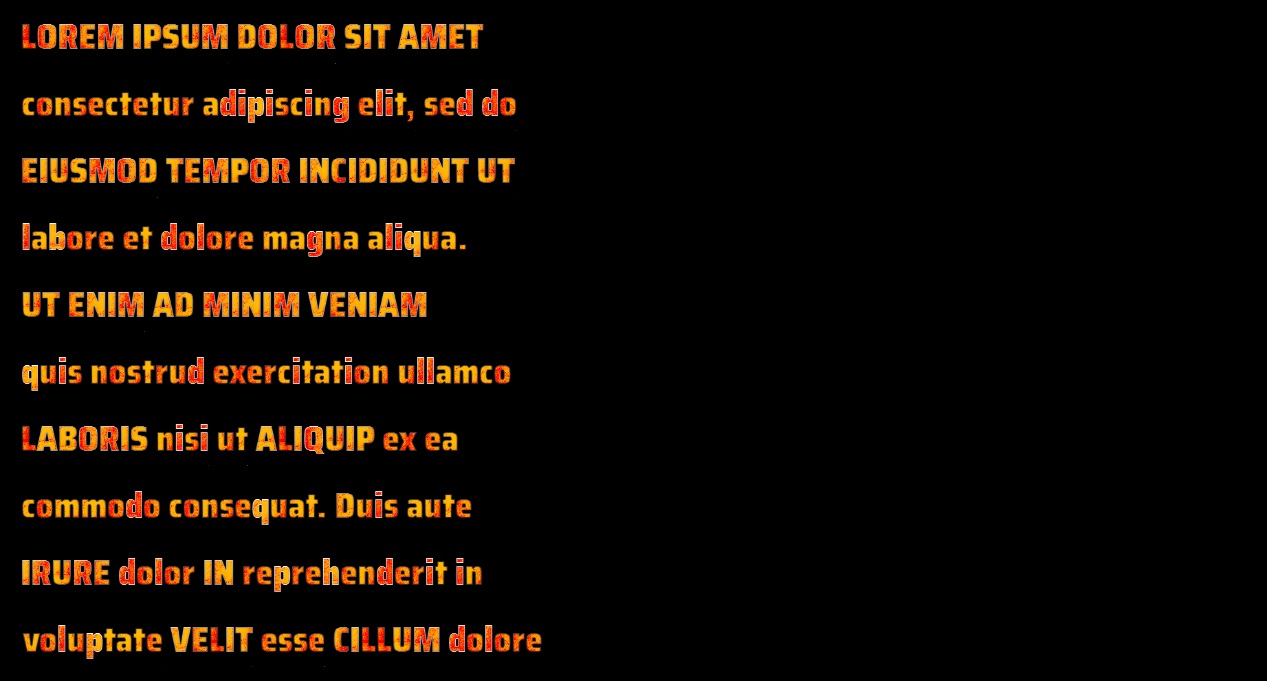 LOREM IPSUM DOLOR SIT AMET
consectetur adipiscing elit, sed do
EIUSMOD TEMPOR INCIDIDUNT UT
labore et dolore magna aliqua.
UT ENIM AD MINIM VENIAM
quis nostrud exercitation ullamco
LABORIS nisi ut ALIQUIP ex ea
commodo consequat. Duis aute
IRURE dolor IN reprehenderit in
voluptate VELIT esse CILLUM dolore